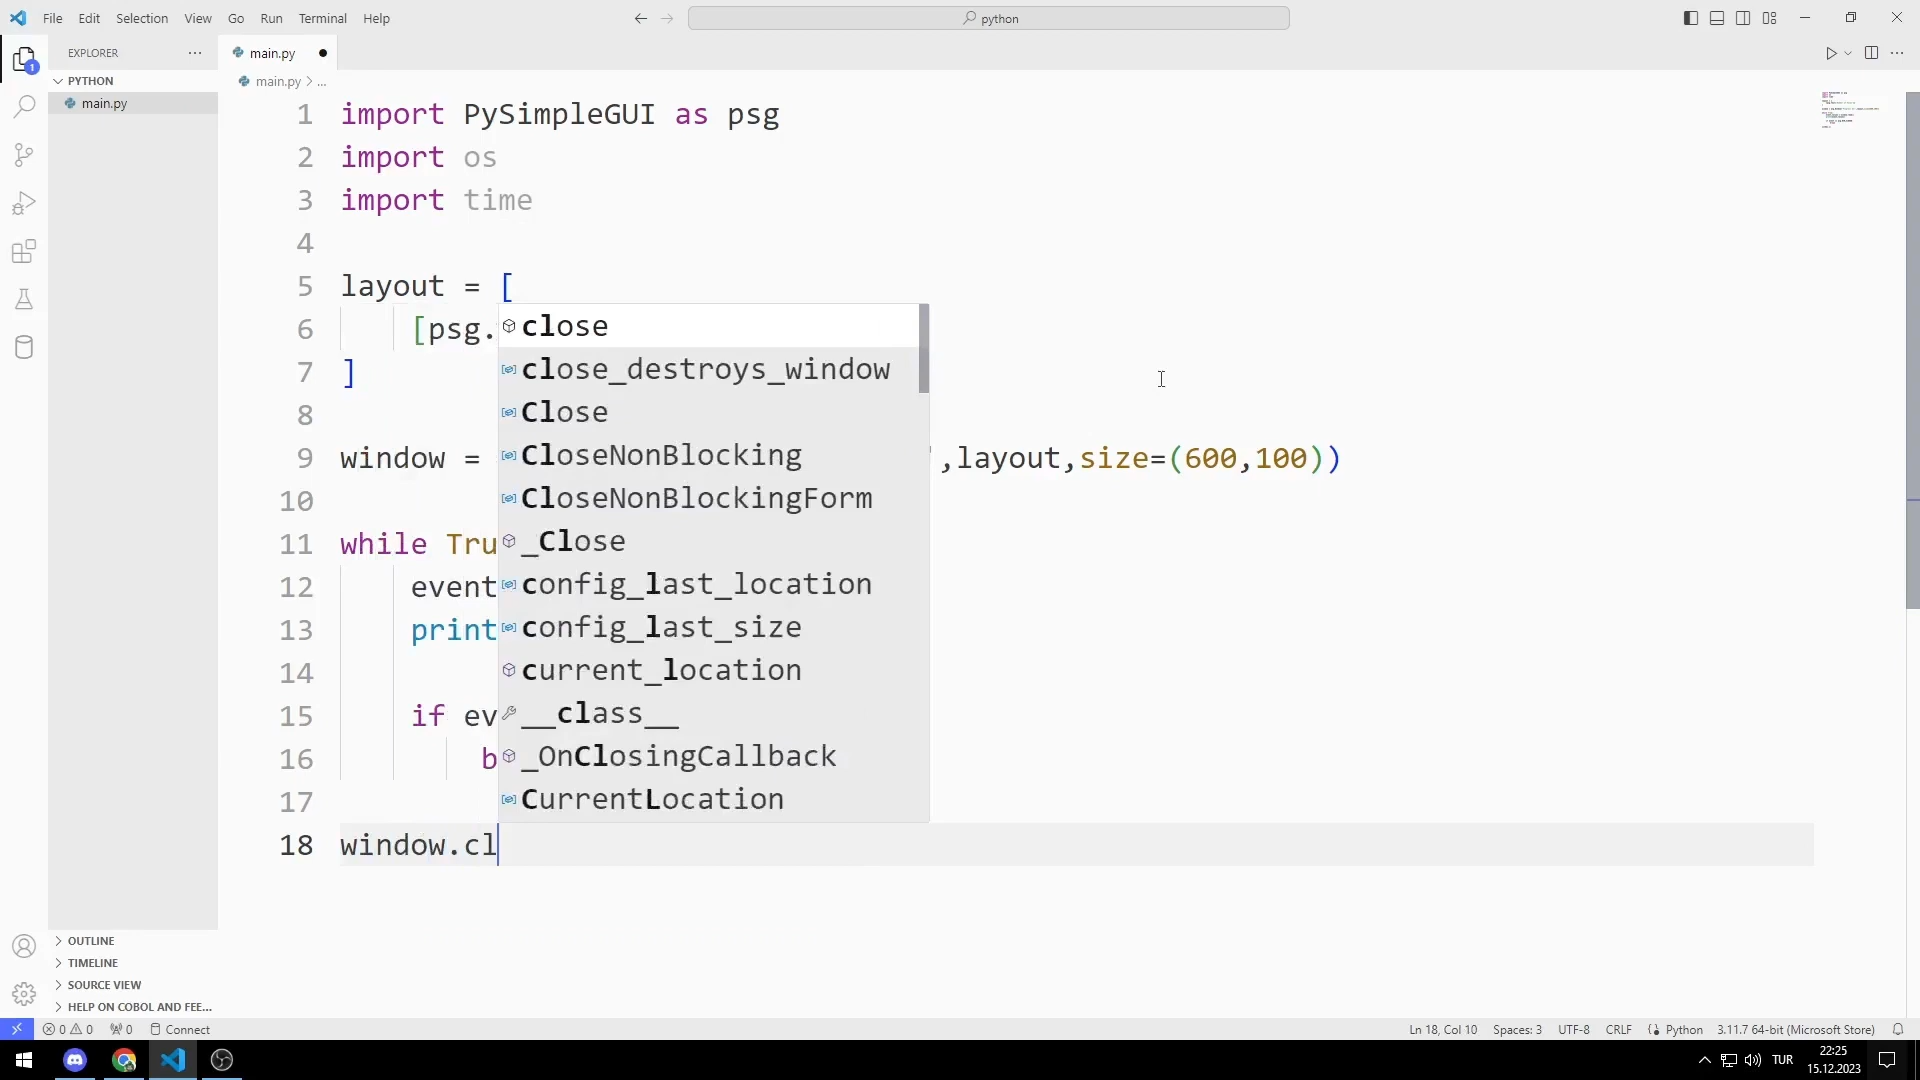 File Edit Selection View Go Run Terminal Help
python
EXPLORER
PYTHON
main.py
OUTLINE
TIMELINE
SOURCE VIEW
HELP ON COBOL AND FEE...
main.py
main.py > ...
1 import PySimpleGUI as psg
2 import os
3 import time
4
5 layout = [
6 [psg.
7 ]
8
9 window = ,layout,size=(600,100))
10
11 while Tru
12 event
13 print
14
15 if ev
16 b
17
18 window.cl
close
close_destroys_window
Close
CloseNonBlocking
CloseNonBlockingForm
_Close
config_last_location
config_last_size
current_location
__class__
_OnClosingCallback
CurrentLocation
1
0 0 0 Connect
Ln 18, Col 10 Spaces: 3 UTF-8 CRLF Python 3.11.7 64-bit (Microsoft Store)
TUR
22:25
15.12.2023